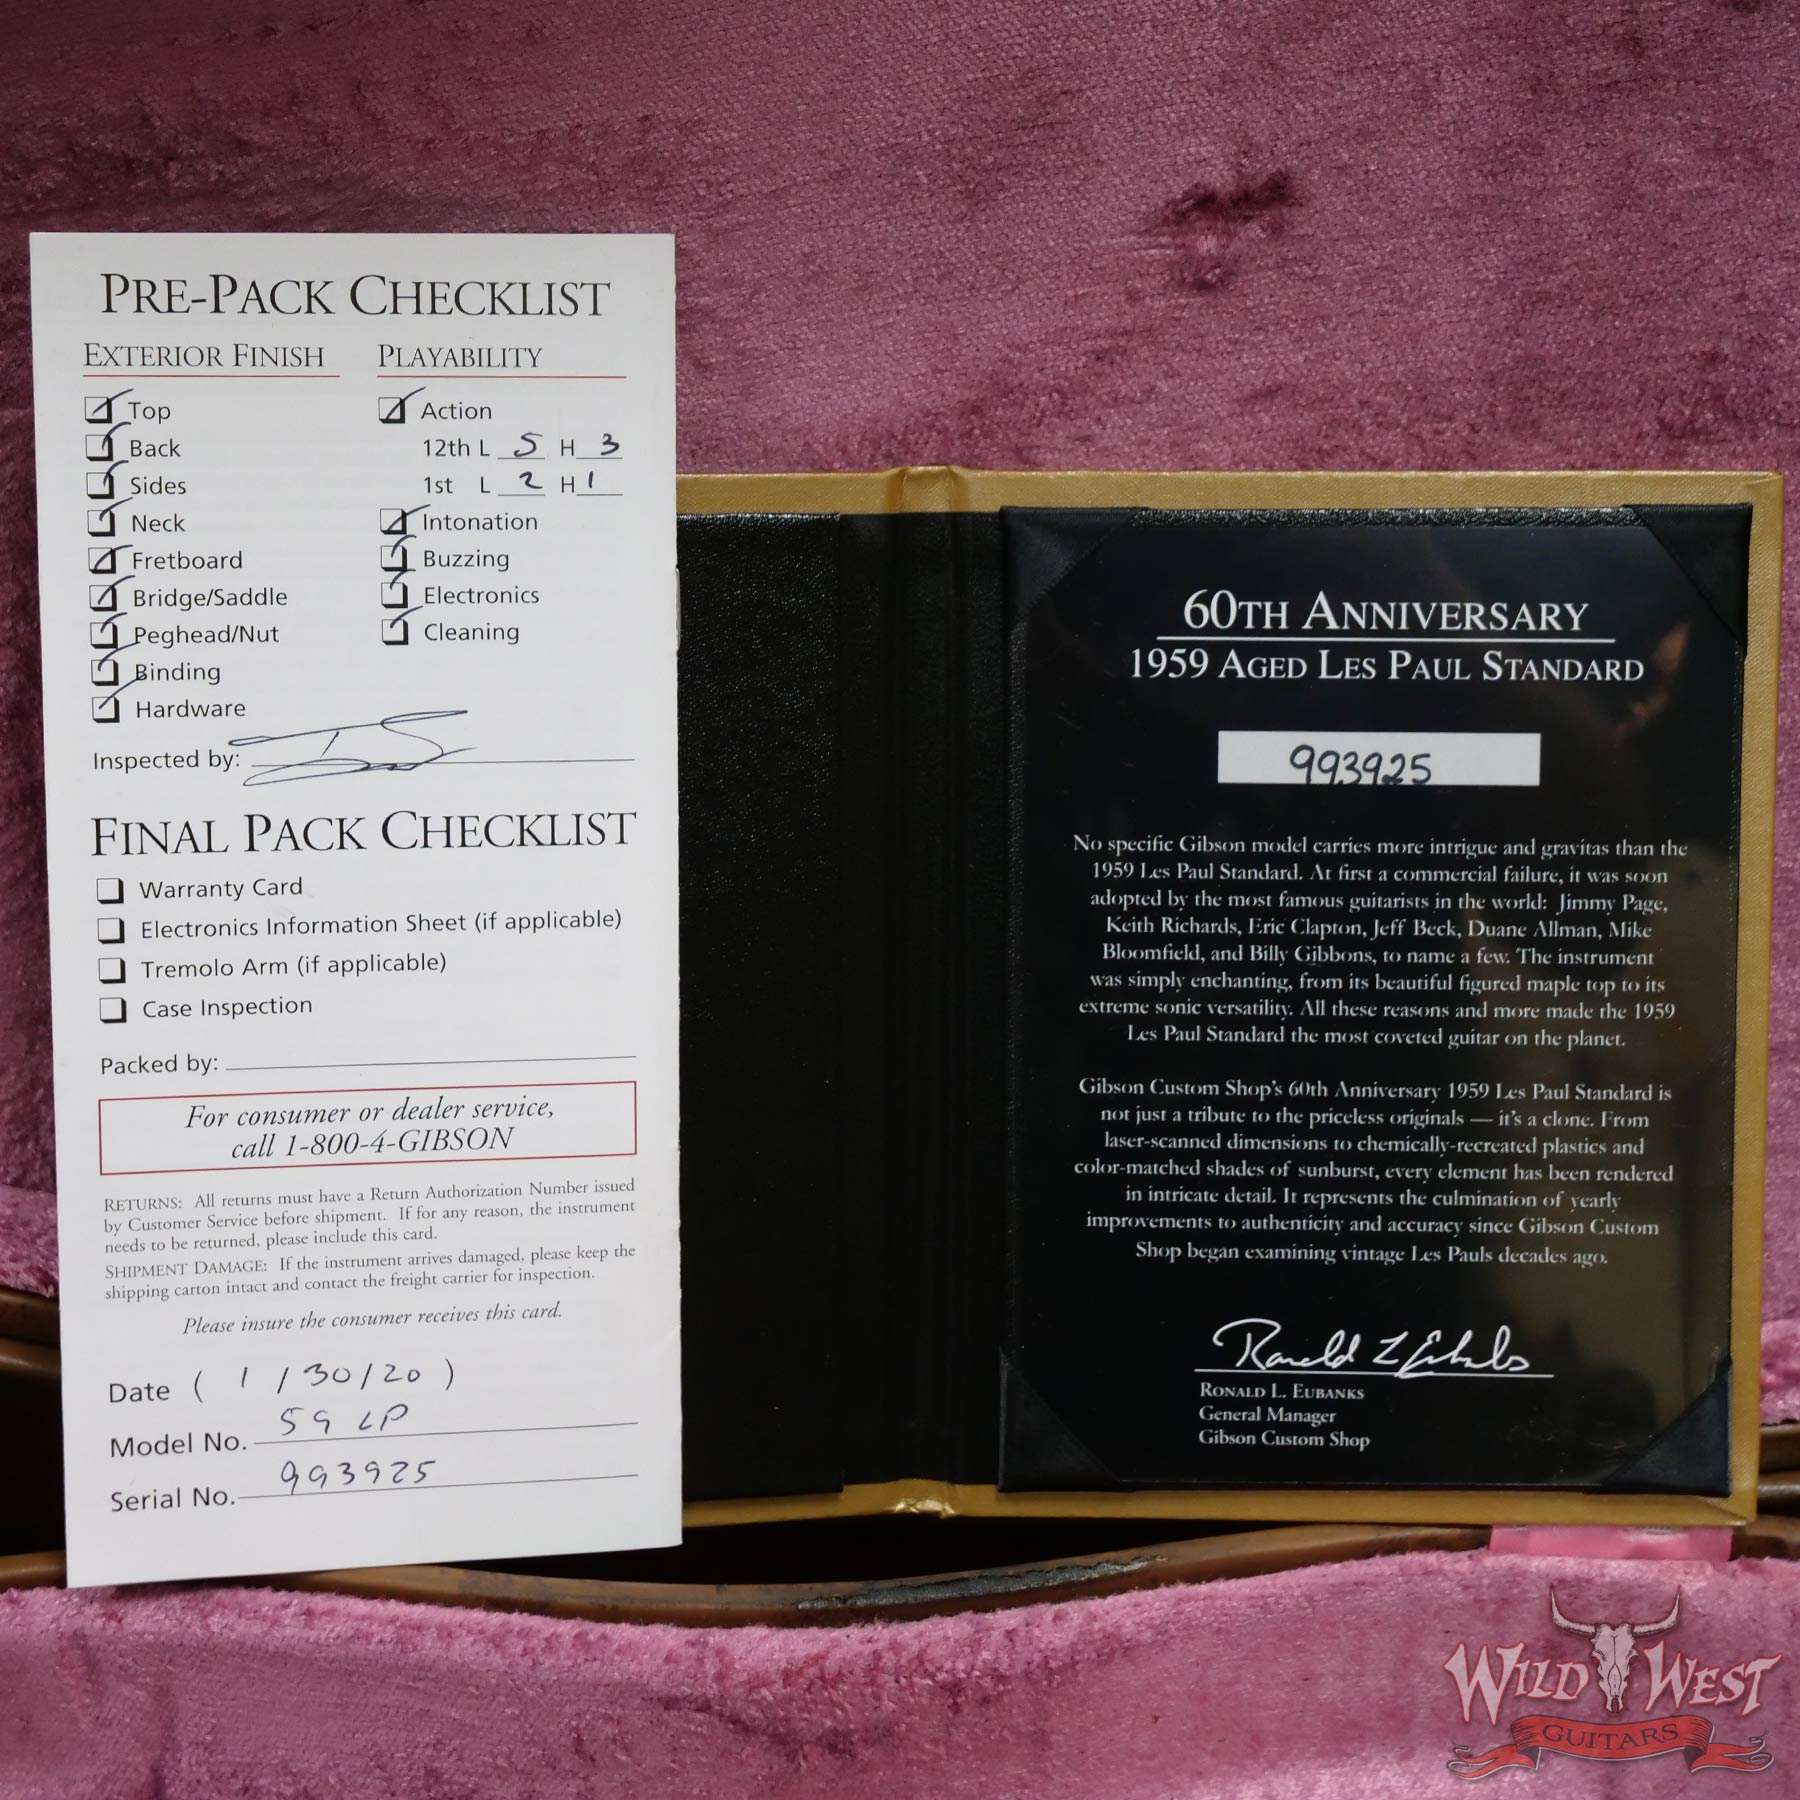 PRE-PACK CHECKLIST
EXTERIOR FINISH
Top
Back
Sides
Neck
Fretboard
Bridge/Saddle
Peghead/Nut
Binding
Hardware
PLAYABILITY
Action
12th L 5 H 3
1st L 2 H 1
Intonation
Buzzing
Electronics
Cleaning
Inspected by:
FINAL PACK CHECKLIST
Warranty Card
Electronics Information Sheet (if applicable)
Tremolo Arm (if applicable)
Case Inspection
Packed by:
For consumer or dealer service,
call 1-800-4-GIBSON
RETURNS: All returns must have a Return Authorization Number issued
by Customer Service before shipment. If for any reason, the instrument
needs to be returned, please include this card.
SHIPMENT DAMAGE: If the instrument arrives damaged, please keep the
shipping carton intact and contact the freight carrier for inspection.
Please insure the consumer receives this card.
Date ( 1 / 30 / 20 )
Model No. 59 LP
Serial No. 993925
60TH ANNIVERSARY
1959 AGED LES PAUL STANDARD
993925
No specific Gibson model carries more intrigue and gravitas than the
1959 Les Paul Standard. At first a commercial failure, it was soon
adopted by the most famous guitarists in the world: Jimmy Page,
Keith Richards, Eric Clapton, Jeff Beck, Duane Allman, Mike
Bloomfield, and Billy Gibbons, to name a few. The instrument
was simply enchanting, from its beautiful figured maple top to its
extreme sonic versatility. All these reasons and more made the 1959
Les Paul Standard the most coveted guitar on the planet.
Gibson Custom Shop's 60th Anniversary 1959 Les Paul Standard is
not just a tribute to the priceless originals — it's a clone. From
laser-scanned dimensions to chemically-recreated plastics and
color-matched shades of sunburst, every element has been rendered
in intricate detail. It represents the culmination of yearly
improvements to authenticity and accuracy since Gibson Custom
Shop began examining vintage Les Pauls decades ago.
Ronald L Eubanks
RONALD L. EUBANKS
General Manager
Gibson Custom Shop
WILD WEST
GUITARS